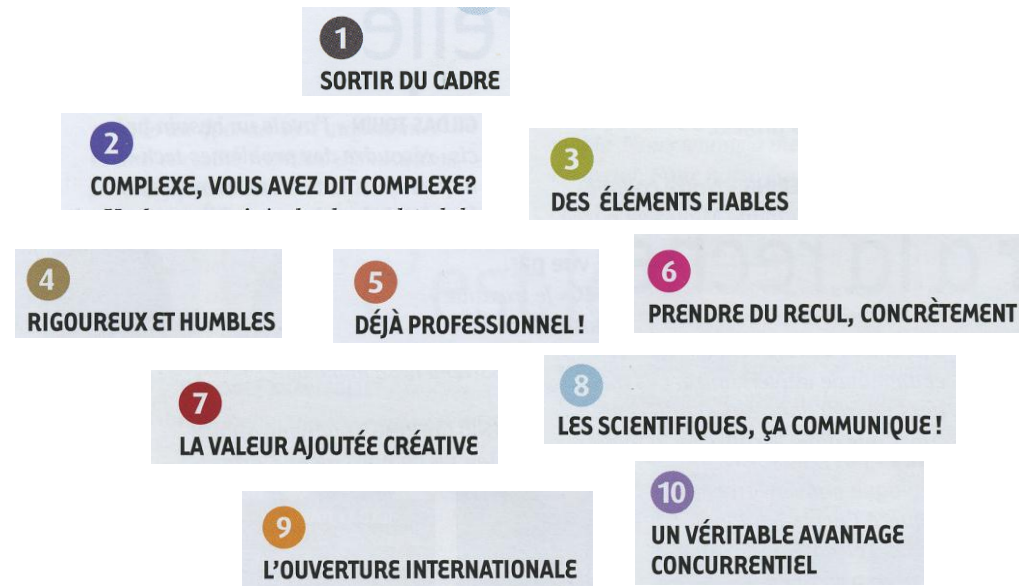 1
SORTIR DU CADRE
2
COMPLEXE, VOUS AVEZ DIT COMPLEXE?
3
DES ÉLÉMENTS FIABLES
4
RIGOUREUX ET HUMBLES
5
DÉJÀ PROFESSIONNEL !
6
PRENDRE DU RECUL, CONCRÈTEMENT
7
LA VALEUR AJOUTÉE CRÉATIVE
8
LES SCIENTIFIQUES, ÇA COMMUNIQUE !
9
L'OUVERTURE INTERNATIONALE
10
UN VÉRITABLE AVANTAGE
CONCURRENTIEL